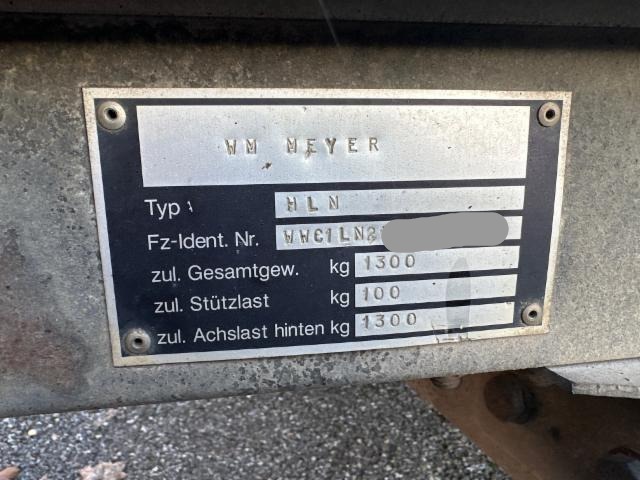 WM MEYER
Typ HLN
Fz-Ident. Nr. WWC1LN2
zul. Gesamtgew. kg 1300
zul. Stützlast kg 100
zul. Achslast hinten kg 1300